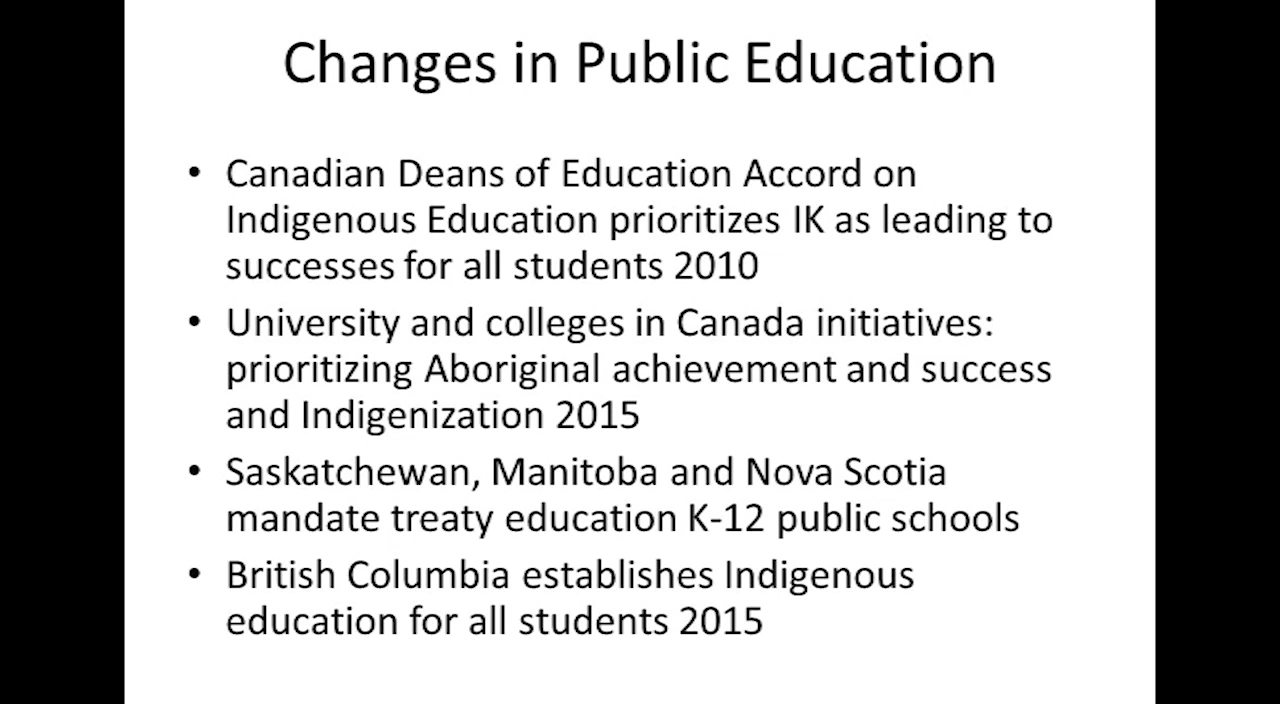 Changes in Public Education
• Canadian Deans of Education Accord on
Indigenous Education prioritizes IK as leading to
successes for all students 2010
• University and colleges in Canada initiatives:
prioritizing Aboriginal achievement and success
and Indigenization 2015
• Saskatchewan, Manitoba and Nova Scotia
mandate treaty education K-12 public schools
• British Columbia establishes Indigenous
education for all students 2015